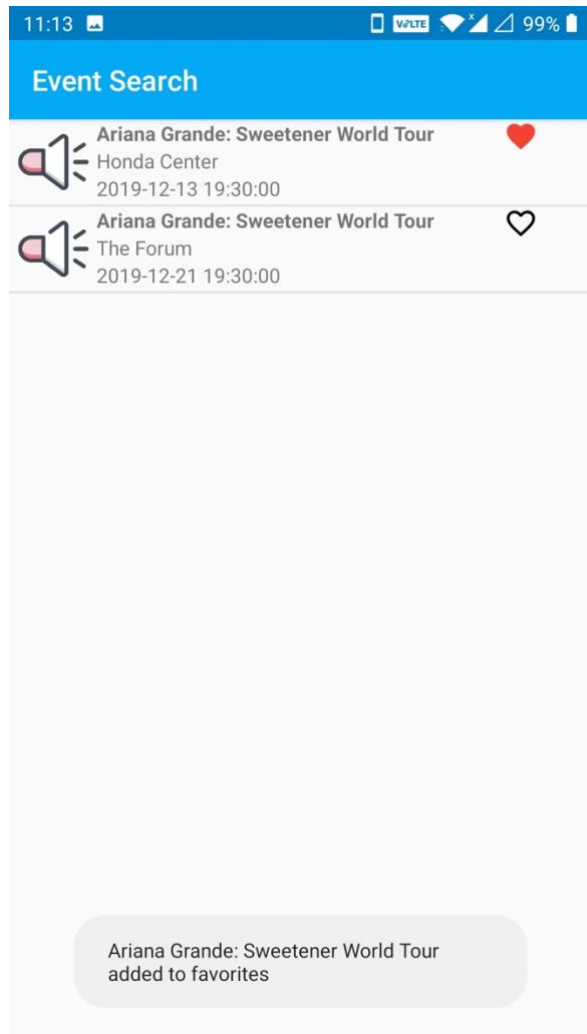 11:13
VoLTE
x
99%
Event Search
Ariana Grande: Sweetener World Tour
Honda Center
2019-12-13 19:30:00
Ariana Grande: Sweetener World Tour
The Forum
2019-12-21 19:30:00
Ariana Grande: Sweetener World Tour
added to favorites